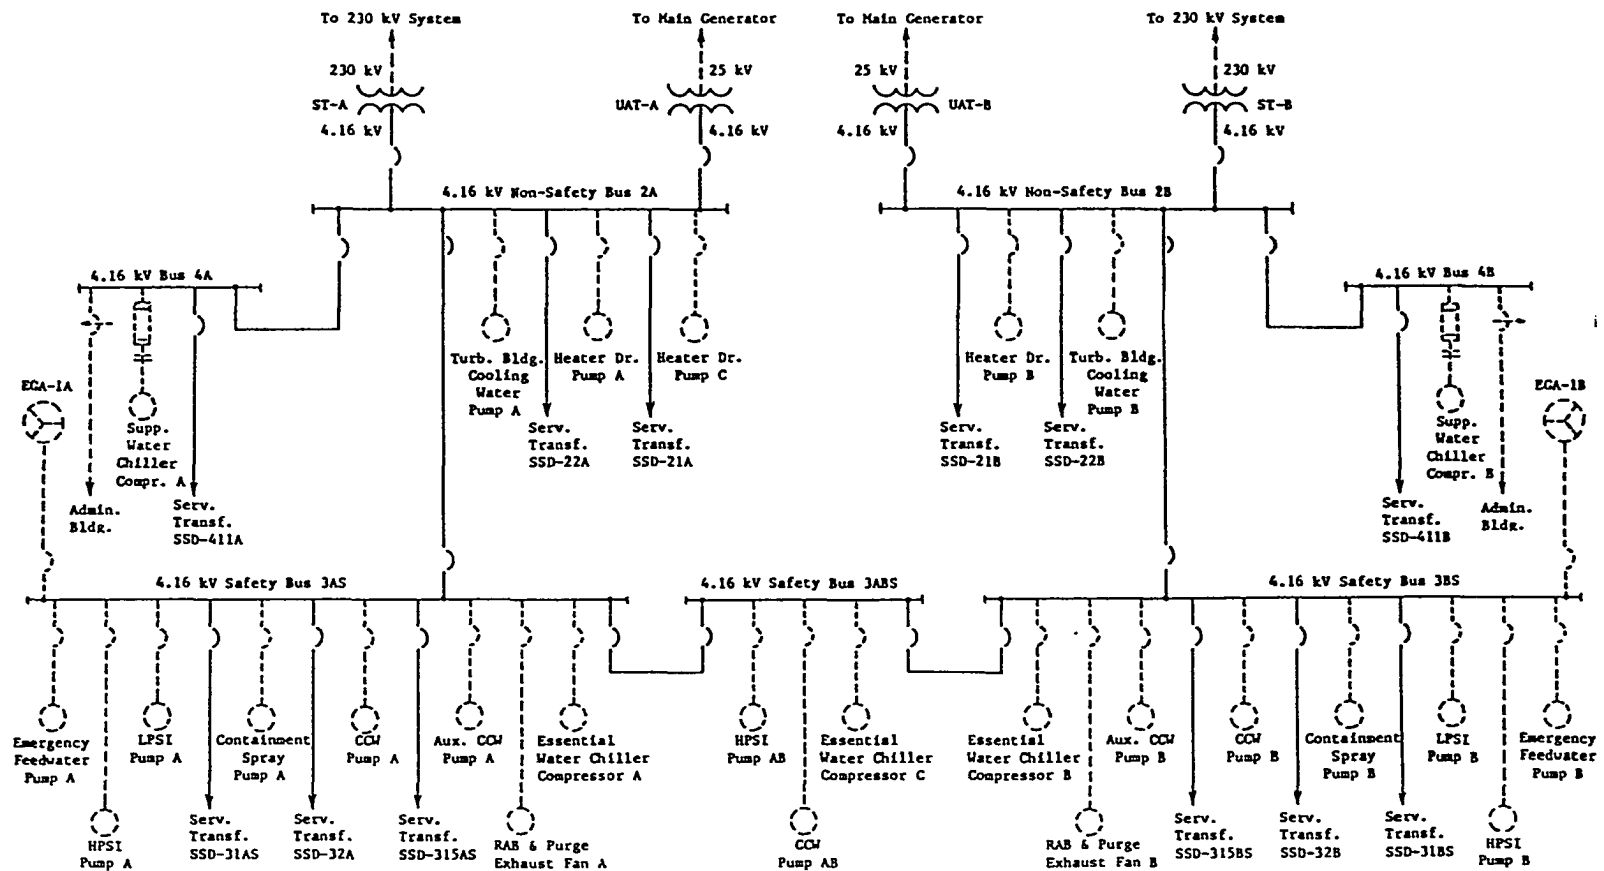 To 230 kV System
To Main Generator
To Main Generator
To 230 kV System
230 kV
25 kV
25 kV
230 kV
ST-A
UAT-A
UAT-B
ST-B
4.16 kV
4.16 kV
4.16 kV
4.16 kV
4.16 kV Non-Safety Bus 2A
4.16 kV Non-Safety Bus 2B
4.16 kV Bus 4A
4.16 kV Bus 4B
Turb. Bldg.
Cooling
Water
Pump A
Heater Dr.
Pump A
Heater Dr.
Pump C
Heater Dr.
Pump B
Turb. Bldg.
Cooling
Water
Pump B
EGA-1A
EGA-1B
Supp.
Water
Chiller
Compr. A
Serv.
Transf.
SSD-22A
Serv.
Transf.
SSD-21A
Serv.
Transf.
SSD-21B
Serv.
Transf.
SSD-22B
Supp.
Water
Chiller
Compr. B
Admin.
Bldg.
Serv.
Transf.
SSD-411A
Serv.
Transf.
SSD-411B
Admin.
Bldg.
4.16 kV Safety Bus 3AS
4.16 kV Safety Bus 3ABS
4.16 kV Safety Bus 3BS
Emergency
Feedwater
Pump A
LPSI
Pump A
Containment
Spray
Pump A
CCW
Pump A
Aux. CCW
Pump A
Essential
Water Chiller
Compressor A
HPSI
Pump AB
Essential
Water Chiller
Compressor C
Essential
Water Chiller
Compressor B
Aux. CCW
Pump B
CCW
Pump B
Containment
Spray
Pump B
LPSI
Pump B
Emergency
Feedwater
Pump B
HPSI
Pump A
Serv.
Transf.
SSD-31AS
Serv.
Transf.
SSD-32A
Serv.
Transf.
SSD-315AS
RAB & Purge
Exhaust Fan A
CCW
Pump AB
RAB & Purge
Exhaust Fan B
Serv.
Transf.
SSD-315BS
Serv.
Transf.
SSD-32B
Serv.
Transf.
SSD-31BS
HPSI
Pump B